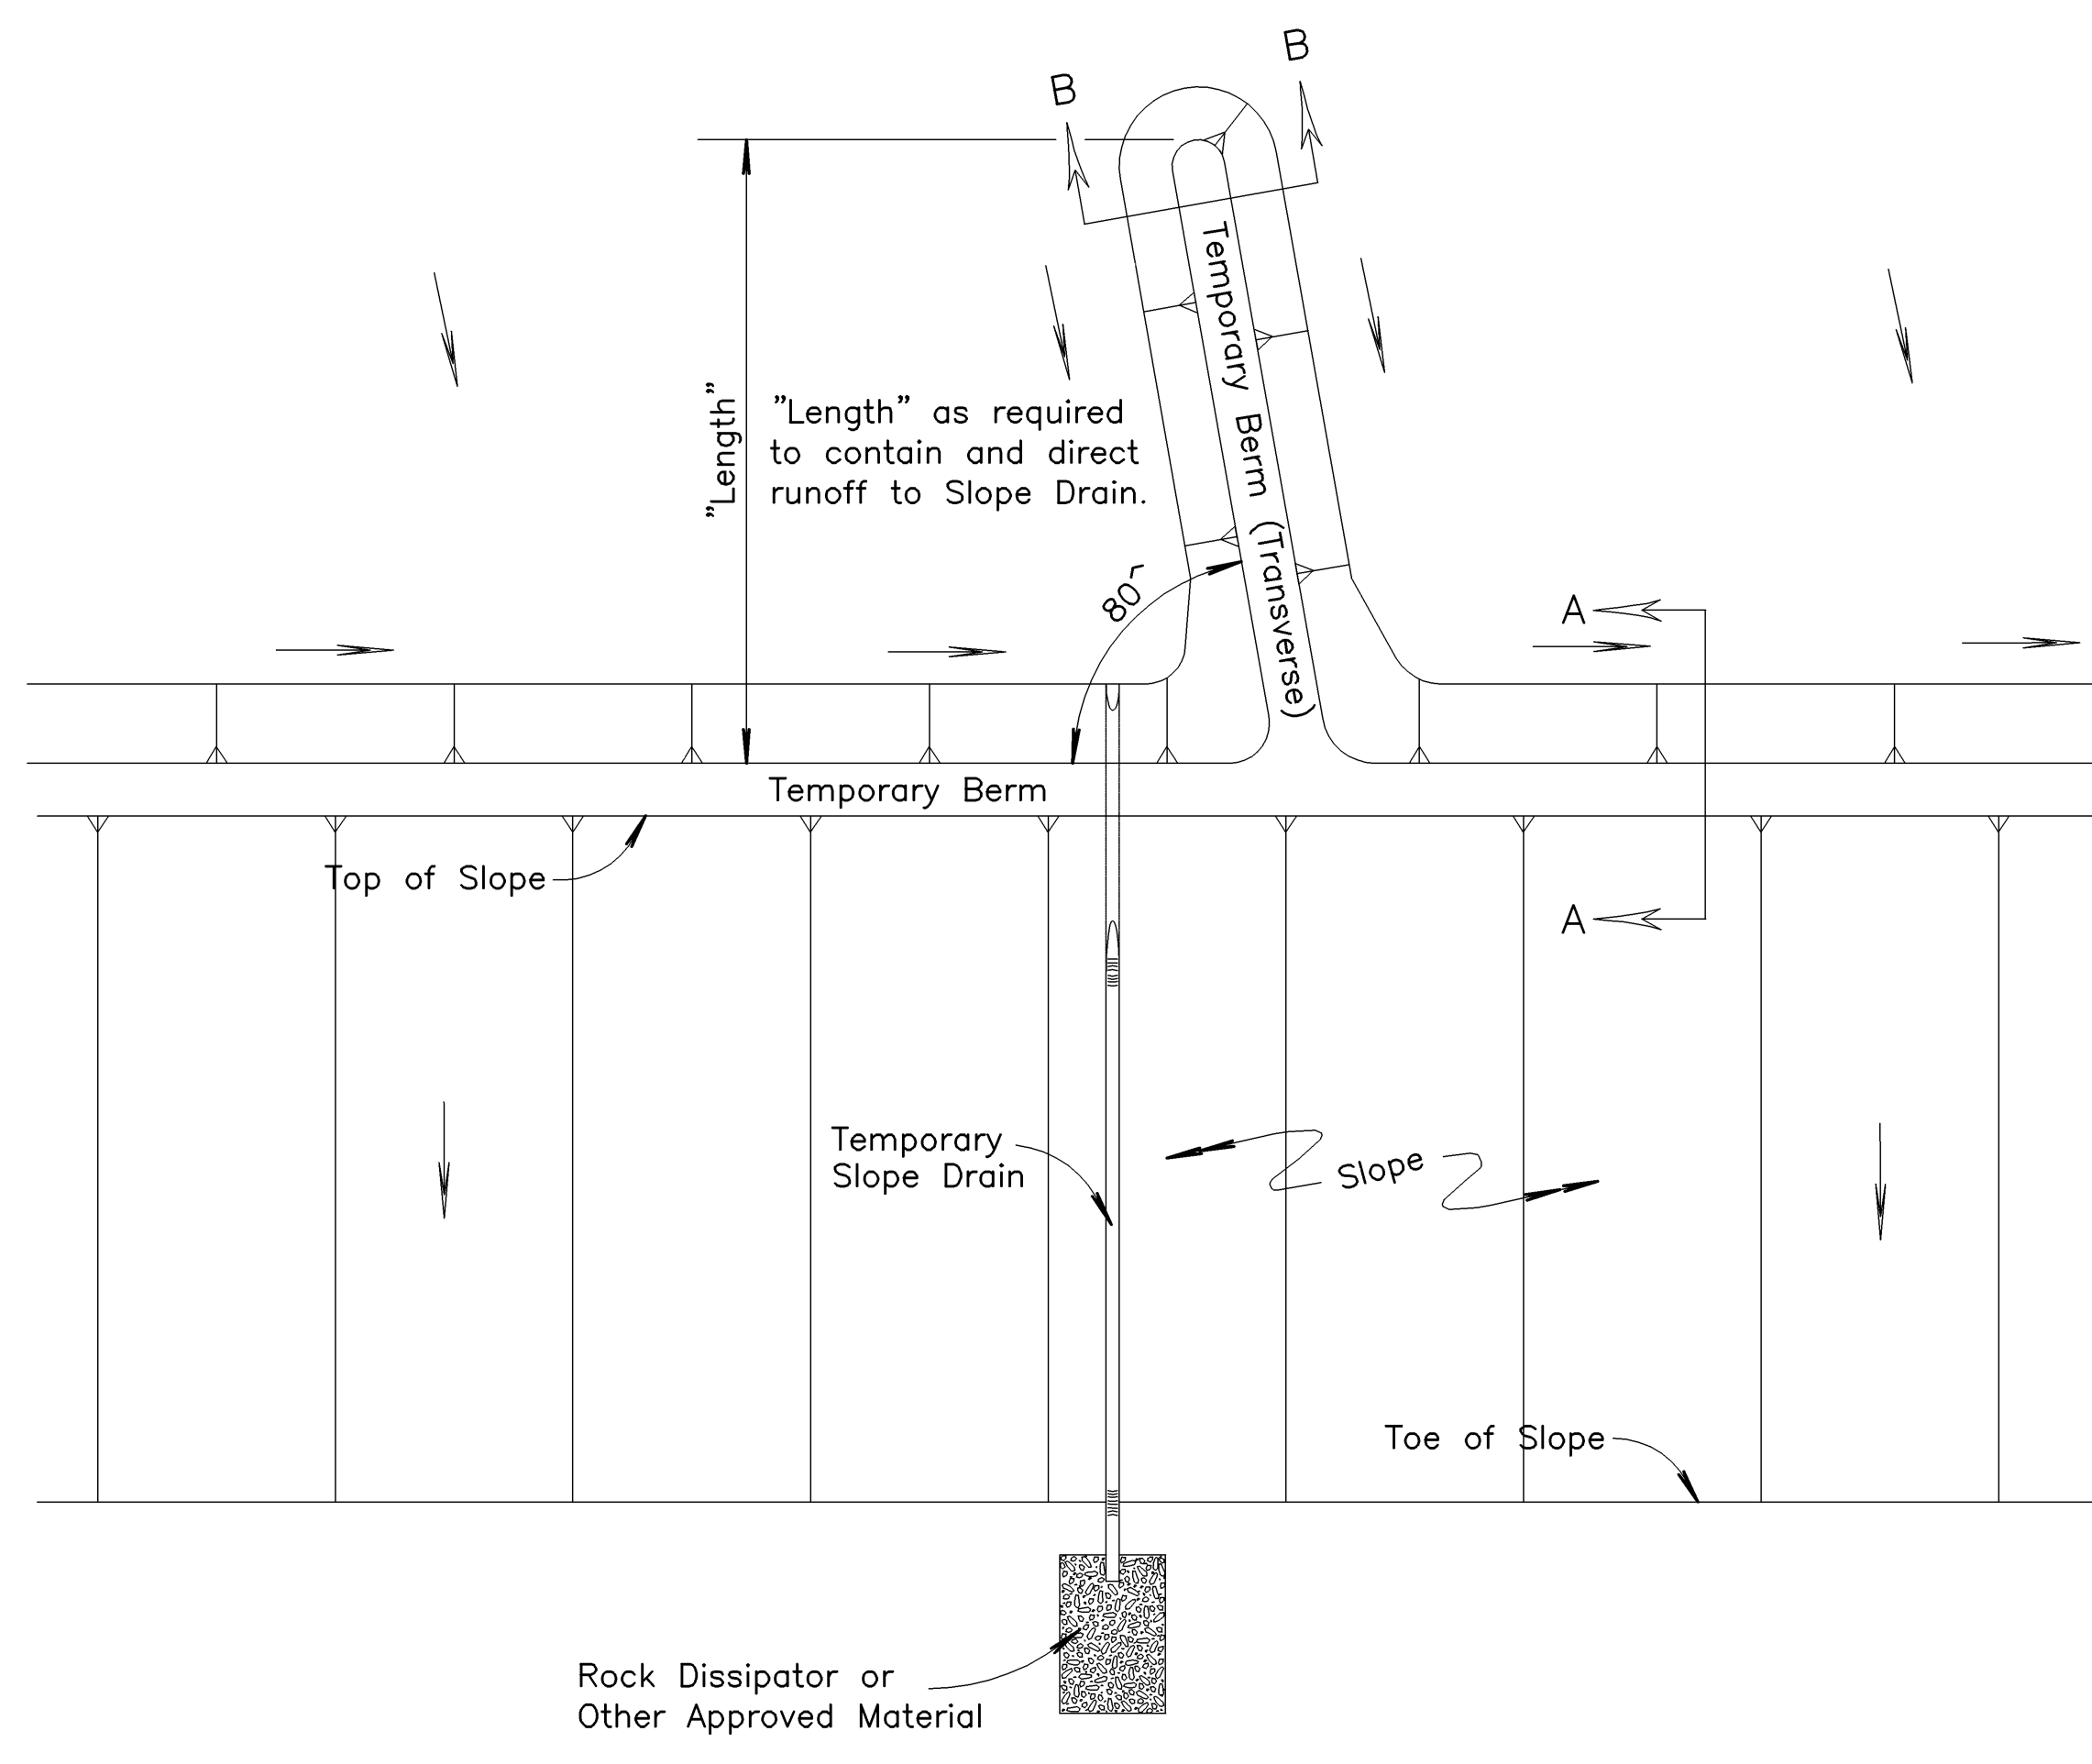 B
B
"Length"
"Length" as required
to contain and direct
runoff to Slope Drain.
Temporary Berm (Transverse)
80
A
Temporary Berm
Top of Slope
A
Temporary
Slope Drain
Slope
Toe of Slope
Rock Dissipator or
Other Approved Material